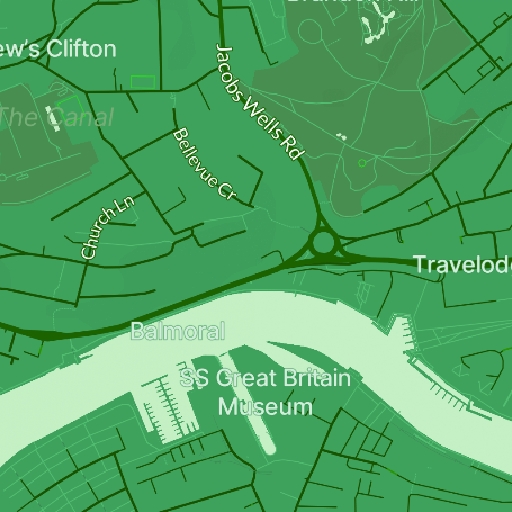 ew's Clifton
Jacobs Wells Rd
The Canal
Bellevue Cr
Church Ln
Travelod
Balmoral
SS Great Britain
Museum